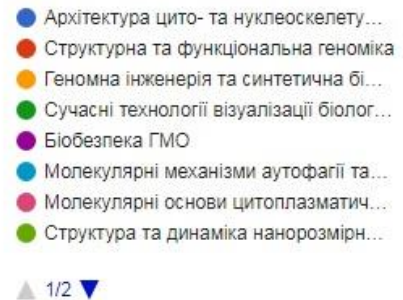 Архітектура цито- та нуклеоскелету...
Структурна та функціональна геноміка
Геномна інженерія та синтетична бі...
Сучасні технології візуалізації біолог...
Біобезпека ГМО
Молекулярні механізми аутофагії та...
Молекулярні основи цитоплазматич...
Структура та динаміка нанорозмірн...
1/2